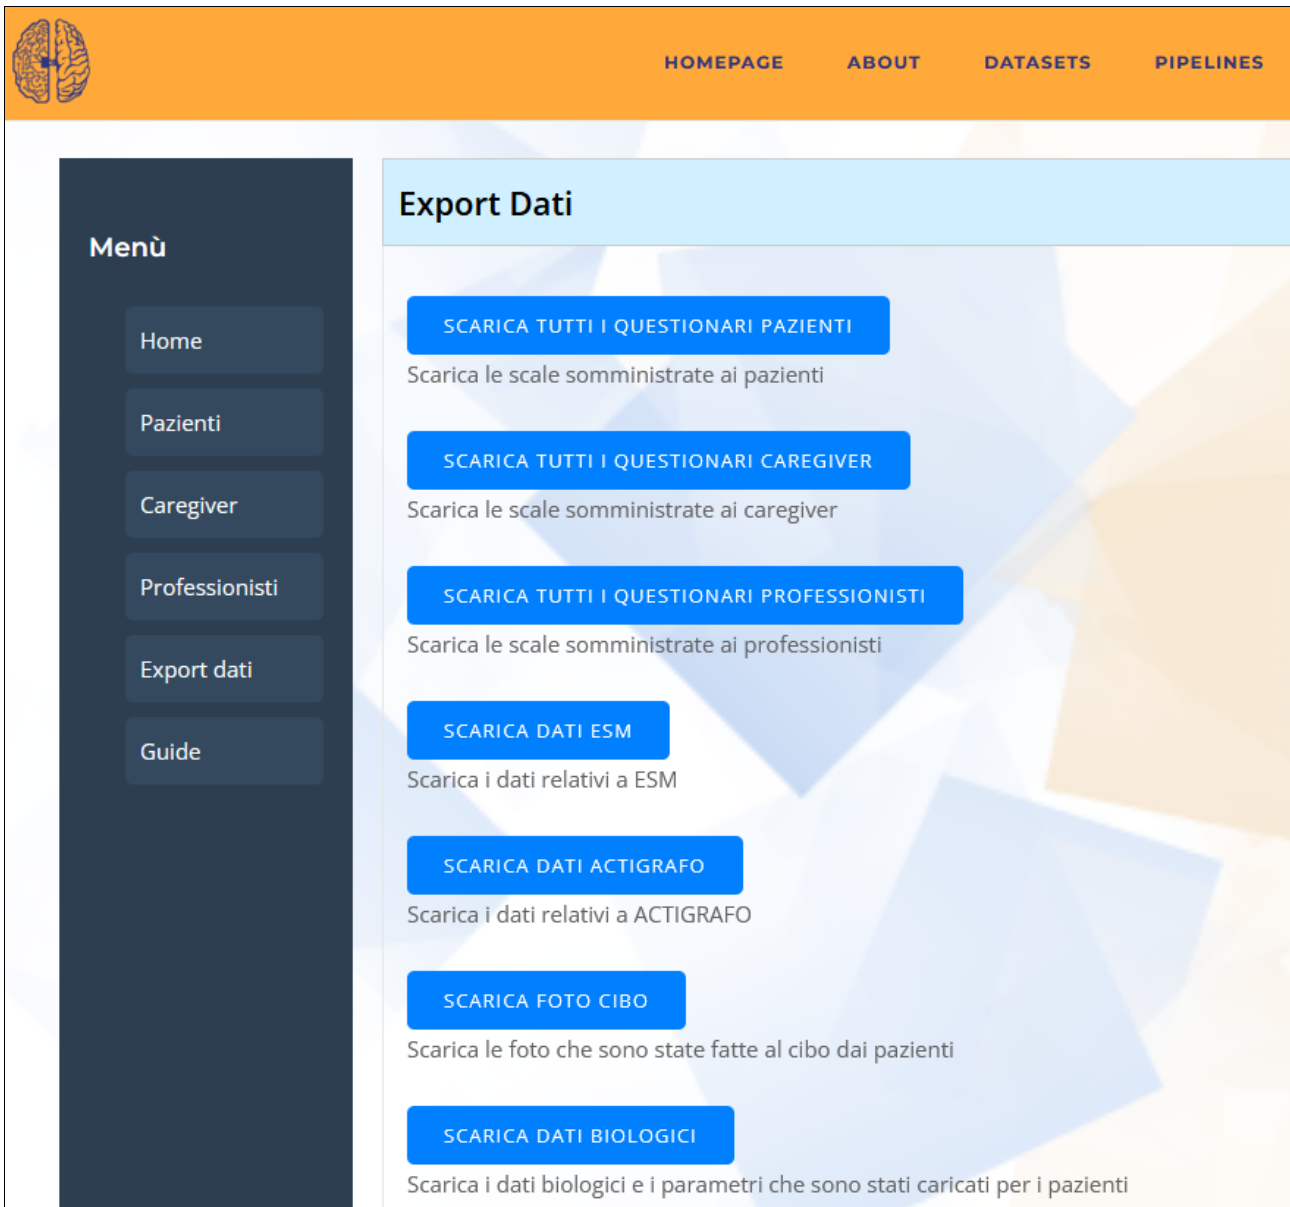 HOMEPAGE ABOUT DATASETS PIPELINES
Menù
Home
Pazienti
Caregiver
Professionisti
Export dati
Guide
Export Dati
SCARICA TUTTI I QUESTIONARI PAZIENTI
Scarica le scale somministrate ai pazienti
SCARICA TUTTI I QUESTIONARI CAREGIVER
Scarica le scale somministrate ai caregiver
SCARICA TUTTI I QUESTIONARI PROFESSIONISTI
Scarica le scale somministrate ai professionisti
SCARICA DATI ESM
Scarica i dati relativi a ESM
SCARICA DATI ACTIGRAFO
Scarica i dati relativi a ACTIGRAFO
SCARICA FOTO CIBO
Scarica le foto che sono state fatte al cibo dai pazienti
SCARICA DATI BIOLOGICI
Scarica i dati biologici e i parametri che sono stati caricati per i pazienti